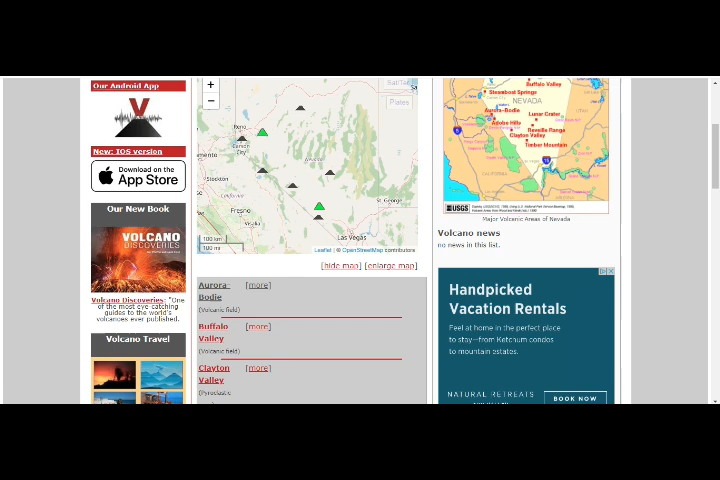 Our Android App
New: IOS version
Download on the
App Store
Our New Book
VOLCANO
DISCOVERIES
Volcano Discoveries: "One
of the most eye-catching
guides to the world's
volcanoes ever published.
Volcano Travel
+
−
Plates
Reno
Carson
City
Nevada
Stockton
California
Fresno
Visalia
St. George
Las Vegas
100 km
100 mi
Leaflet | © OpenStreetMap contributors
[hide map] [enlarge map]
Aurora-
Bodie
[more]
(Volcanic field)
Buffalo
Valley
[more]
(Volcanic field)
Clayton
Valley
[more]
(Pyroclastic
Buffalo Valley
Steamboat Springs
NEVADA
Aurora-Bodie
Lunar Crater
Adobe Hills
Reveille Range
Clayton Valley
Timber Mountain
USGS
Major Volcanic Areas of Nevada
Volcano news
no news in this list.
Handpicked
Vacation Rentals
Feel at home in the perfect place
to stay—from Ketchum condos
to mountain estates.
NATURAL RETREATS
BOOK NOW